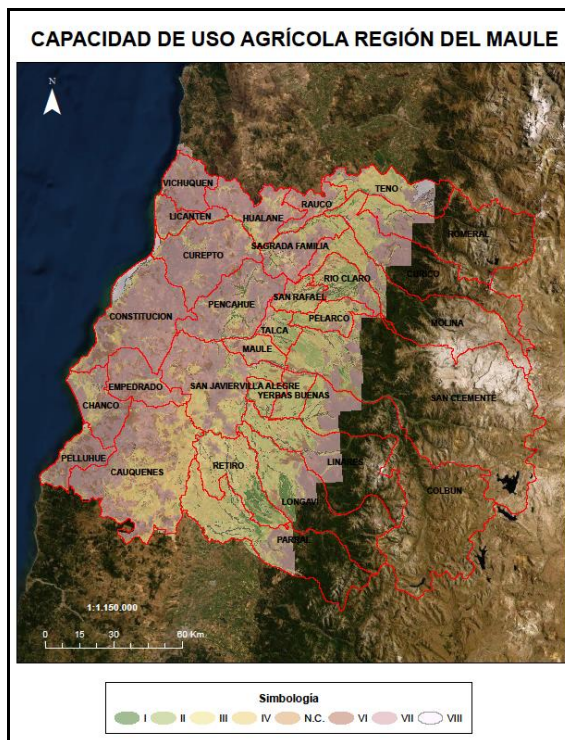 CAPACIDAD DE USO AGRÍCOLA REGIÓN DEL MAULE
N
VICHUQUEN
TENO
RAUCO
LICANTEN
HUALANE
ROMERAL
SAGRADA FAMILIA
CUREPTO
RIO CLARO
CURICO
PENCAHUE
SAN RAFAEL
CONSTITUCION
PELARCO
MOLINA
TALCA
MAULE
EMPEDRADO
SAN JAVIER
VILLA ALEGRE
SAN CLEMENTE
YERBAS BUENAS
CHANCO
PELLUHUE
CAUQUENES
RETIRO
LINARES
COLBUN
LONGAVI
PARRAL
1:1.150.000
0 15 30 60 Km
Simbología
I II III IV N.C. VI VII VIII